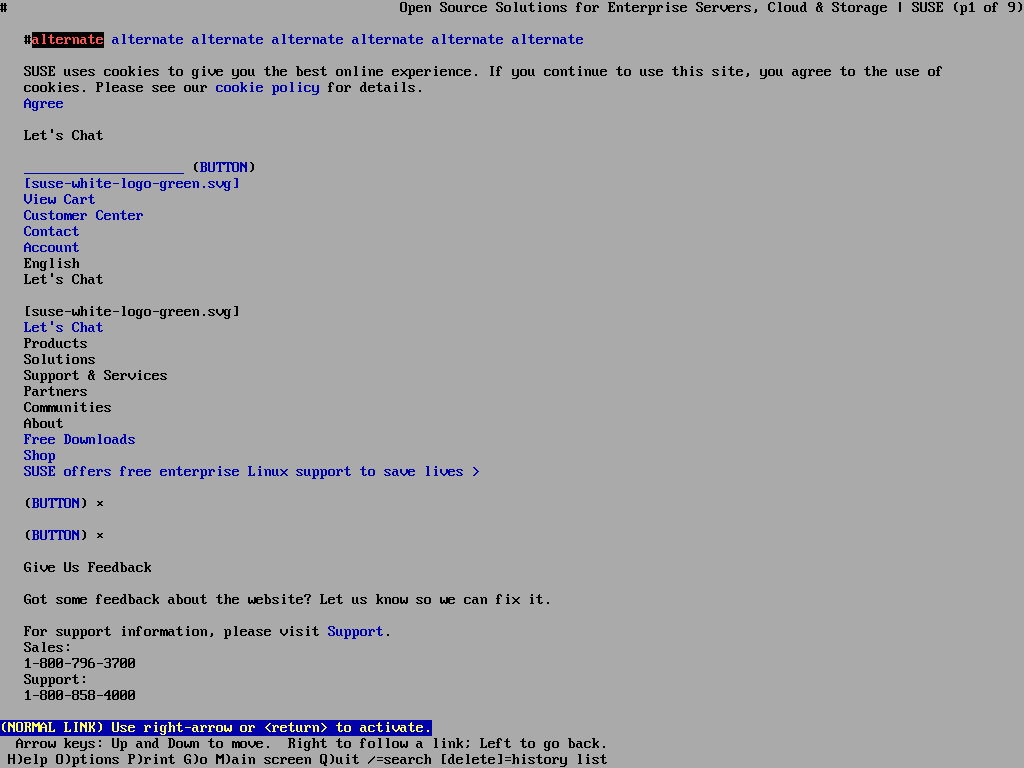 # Open Source Solutions for Enterprise Servers, Cloud & Storage | SUSE (p1 of 9)
#alternate alternate alternate alternate alternate alternate alternate
SUSE uses cookies to give you the best online experience. If you continue to use this site, you agree to the use of
cookies. Please see our cookie policy for details.
Agree
Let's Chat
____________________ (BUTTON)
[suse-white-logo-green.svg]
View Cart
Customer Center
Contact
Account
English
Let's Chat
[suse-white-logo-green.svg]
Let's Chat
Products
Solutions
Support & Services
Partners
Communities
About
Free Downloads
Shop
SUSE offers free enterprise Linux support to save lives >
(BUTTON) ×
(BUTTON) ×
Give Us Feedback
Got some feedback about the website? Let us know so we can fix it.
For support information, please visit Support.
Sales:
1-800-796-3700
Support:
1-800-858-4000
(NORMAL LINK) Use right-arrow or <return> to activate.
Arrow keys: Up and Down to move. Right to follow a link; Left to go back.
H)elp O)ptions P)rint G)o M)ain screen Q)uit /=search [delete]=history list